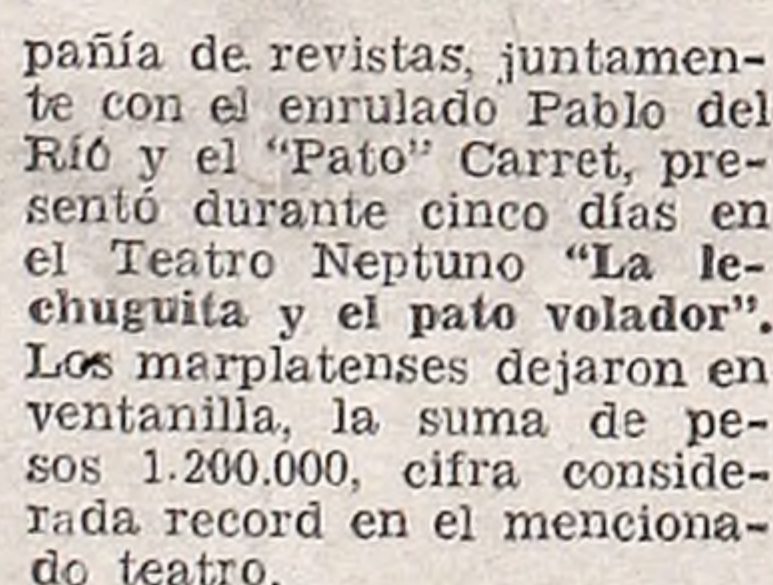 pañía de revistas, juntamen-
te con el enrulado Pablo del
Río y el “Pato” Carret, pre-
sentó durante cinco días en
el Teatro Neptuno “La le-
chuguita y el pato volador”.
Los marplatenses dejaron en
ventanilla, la suma de pe-
sos 1.200.000, cifra conside-
rada record en el menciona-
do teatro.